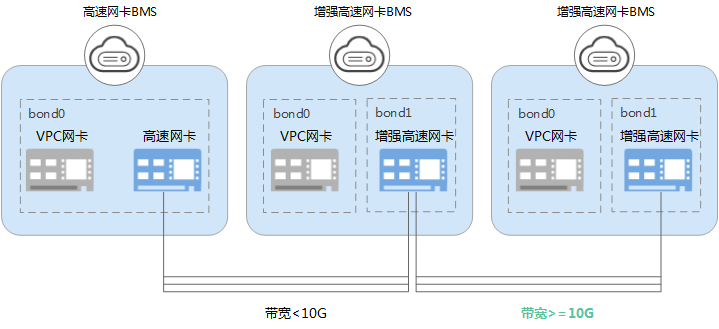 高速网卡BMS
增强高速网卡BMS
增强高速网卡BMS
bond0
VPC网卡
高速网卡
bond0
VPC网卡
bond1
增强高速网卡
bond0
VPC网卡
bond1
增强高速网卡
带宽<10G
带宽>=10G